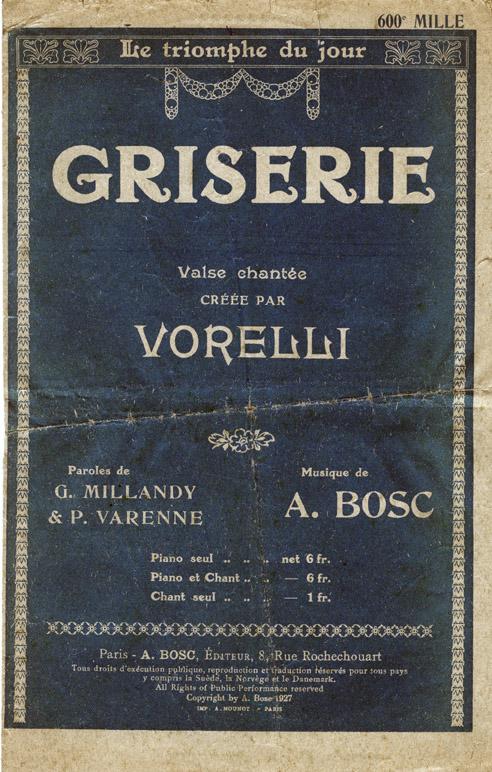 600e MILLE
Le triomphe du jour
GRISERIE
Valse chantée
CRÉÉE PAR
VORELLI
Paroles de
G. MILLANDY
& P. VARENNE
Musique de
A. BOSC
Piano seul .. .. .. net 6 fr.
Piano et Chant .. .. — 6 fr.
Chant seul .. .. — 1 fr.
Paris - A. BOSC, ÉDITEUR, 8, Rue Rochechouart
Tous droits d'exécution publique, reproduction et traduction réservés pour tous pays
y compris la Suède, la Norvège et le Danemark.
All Rights of Public Performance reserved
Copyright by A. Bosc 1927
IMP. A. MOUNOT. - PARIS